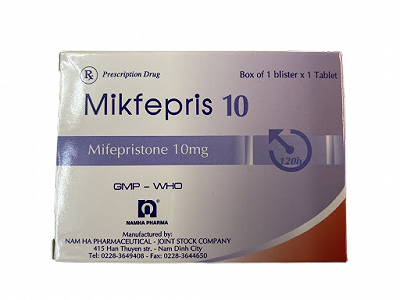 Rx Prescription Drug
Box of 1 blister x 1 Tablet
Mikfepris 10
Mifepristone 10mg
120h
GMP - WHO
NAMHA PHARMA
Manufactured by:
NAM HA PHARMACEUTICAL - JOINT STOCK COMPANY
415 Han Thuyen str. - Nam Dinh City
Tel: 0228-3649408 - Fax: 0228-3644650